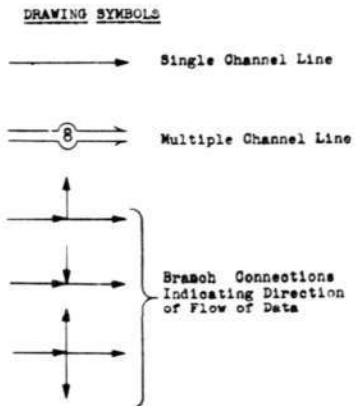 DRAWING SYMBOLS
Single Channel Line
8
Multiple Channel Line
Branch Connections
Indicating Direction
of Flow of Data